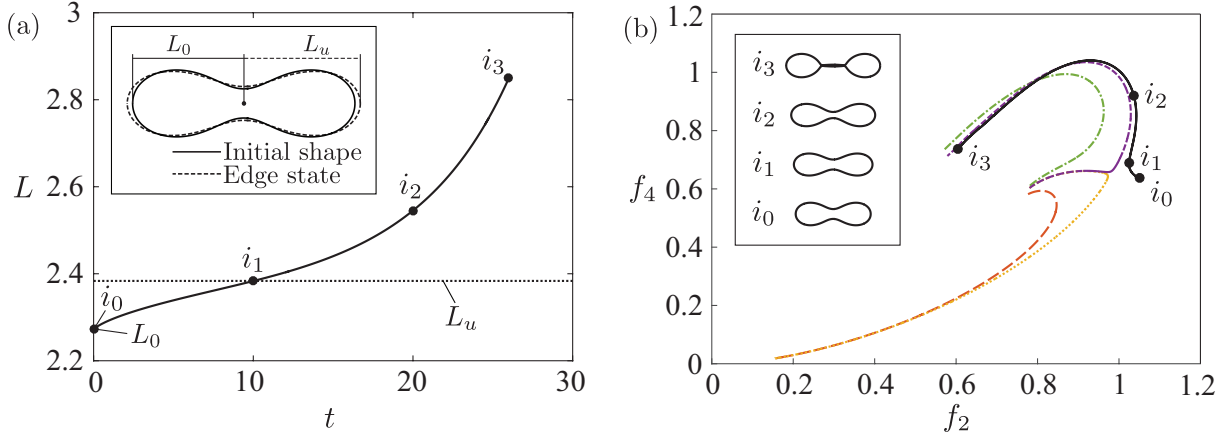 (a)
3
2.8
2.6
2.4
2.2
L
0
10
20
30
t
L₀
Lᵤ
Initial shape
Edge state
i₀
L₀
i₁
i₂
i₃
Lᵤ
(b)
1.2
1
0.8
0.6
0.4
0.2
0
f₄
0
0.2
0.4
0.6
0.8
1
1.2
f₂
i₃
i₂
i₁
i₀
i₃
i₂
i₁
i₀